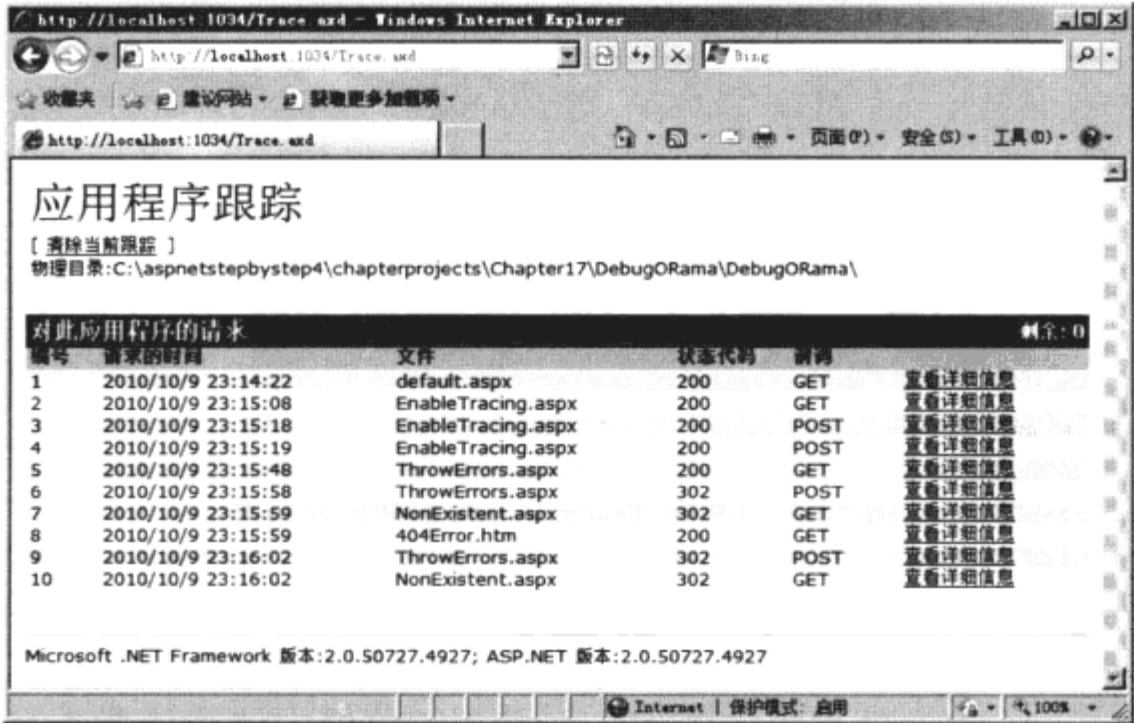 http://localhost:1034/Trace.axd - Windows Internet Explorer
http://localhost:1034/Trace.axd
Bing
收藏夹 建议网站 获取更多加载项
http://localhost:1034/Trace.axd 页面(P) 安全(S) 工具(O)
应用程序跟踪
[ 清除当前跟踪 ]
物理目录:C:\aspnetstepbystep4\chapterprojects\Chapter17\DebugORama\DebugORama\
对此应用程序的请求 剩余: 0
编号 请求的时间 文件 状态代码 谓词
1 2010/10/9 23:14:22 default.aspx 200 GET 查看详细信息
2 2010/10/9 23:15:08 EnableTracing.aspx 200 GET 查看详细信息
3 2010/10/9 23:15:18 EnableTracing.aspx 200 POST 查看详细信息
4 2010/10/9 23:15:19 EnableTracing.aspx 200 POST 查看详细信息
5 2010/10/9 23:15:48 ThrowErrors.aspx 200 GET 查看详细信息
6 2010/10/9 23:15:58 ThrowErrors.aspx 302 POST 查看详细信息
7 2010/10/9 23:15:59 NonExistent.aspx 302 GET 查看详细信息
8 2010/10/9 23:15:59 404Error.htm 200 GET 查看详细信息
9 2010/10/9 23:16:02 ThrowErrors.aspx 302 POST 查看详细信息
10 2010/10/9 23:16:02 NonExistent.aspx 302 GET 查看详细信息
Microsoft .NET Framework 版本:2.0.50727.4927; ASP.NET 版本:2.0.50727.4927
Internet | 保护模式: 启用 100%